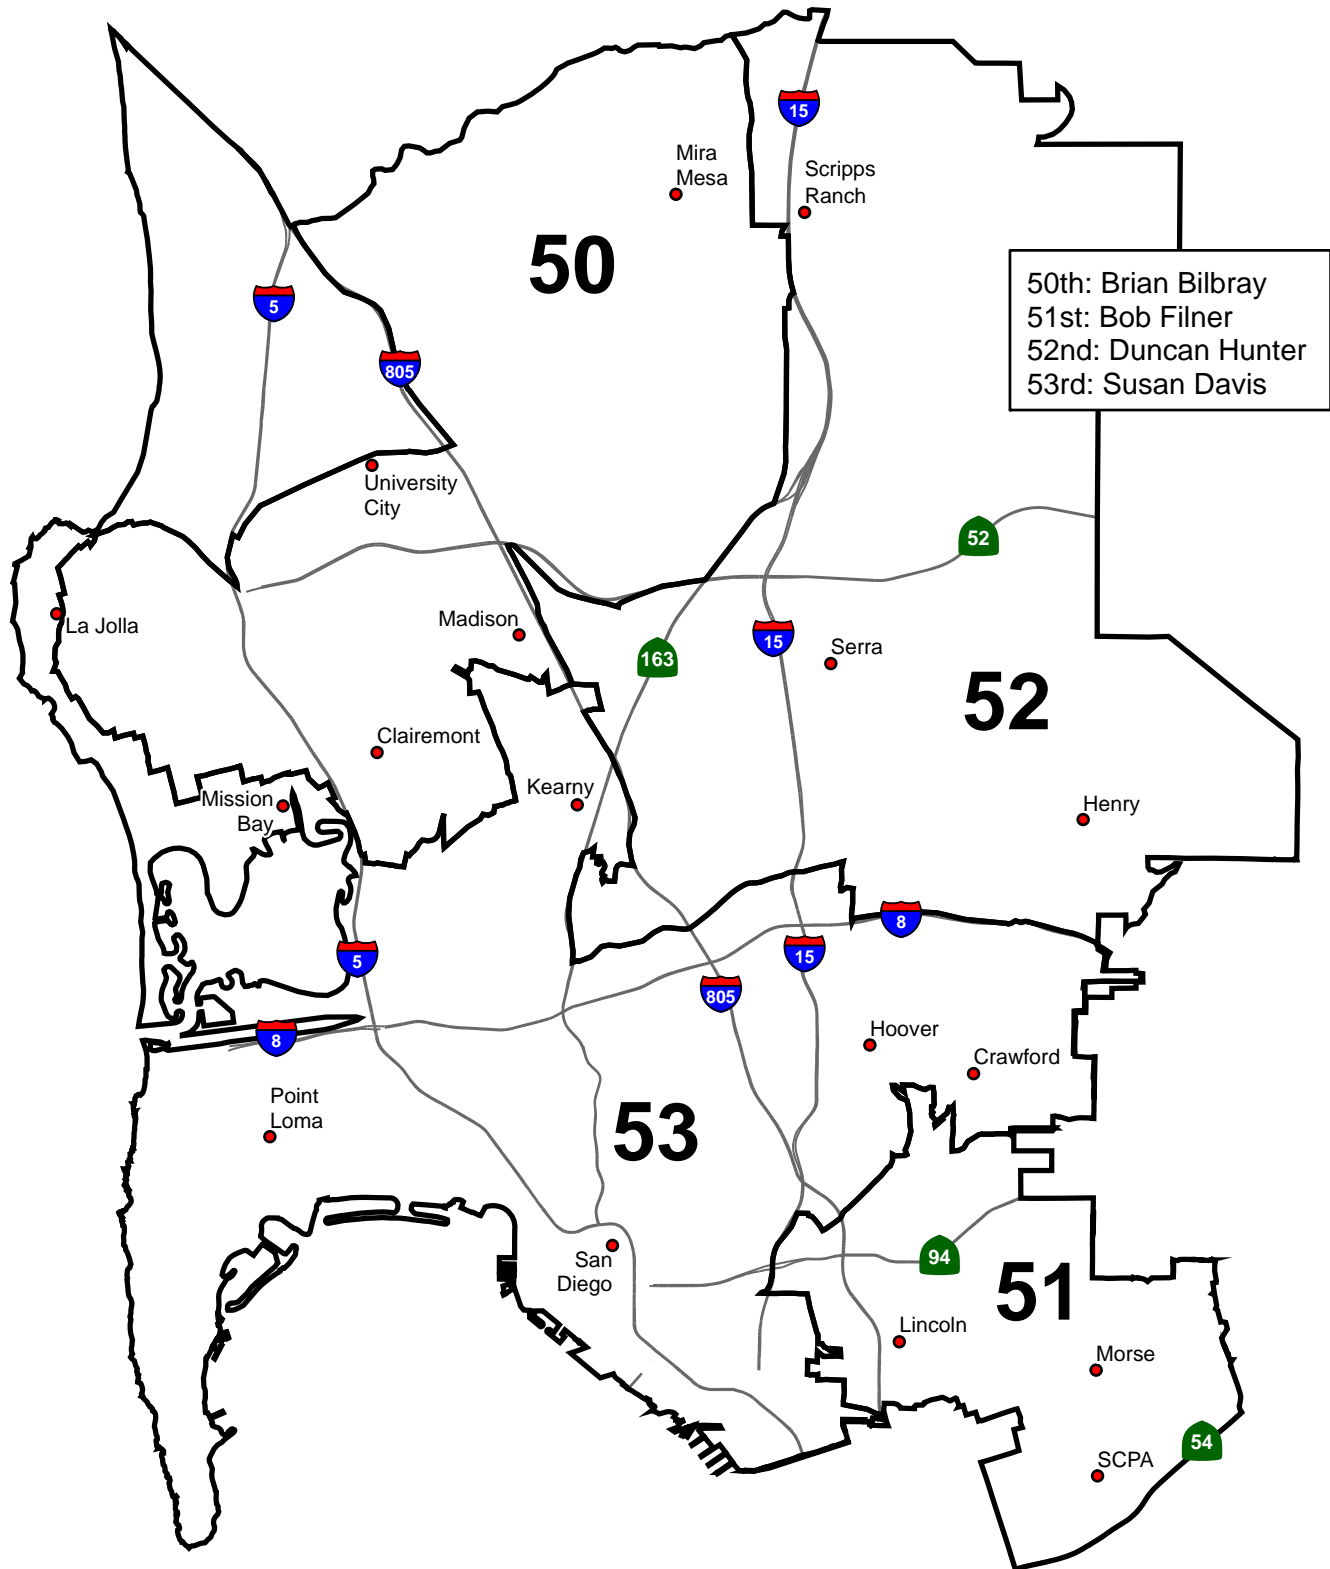 15
Mira
Mesa
Scripps
Ranch
50
50th: Brian Bilbray
51st: Bob Filner
52nd: Duncan Hunter
53rd: Susan Davis
5
805
University
City
52
La Jolla
Madison
163
15
Serra
52
Clairemont
Kearny
Mission
Bay
Henry
5
8
15
805
8
Hoover
Crawford
Point
Loma
53
San
Diego
94
51
Lincoln
Morse
54
SCPA